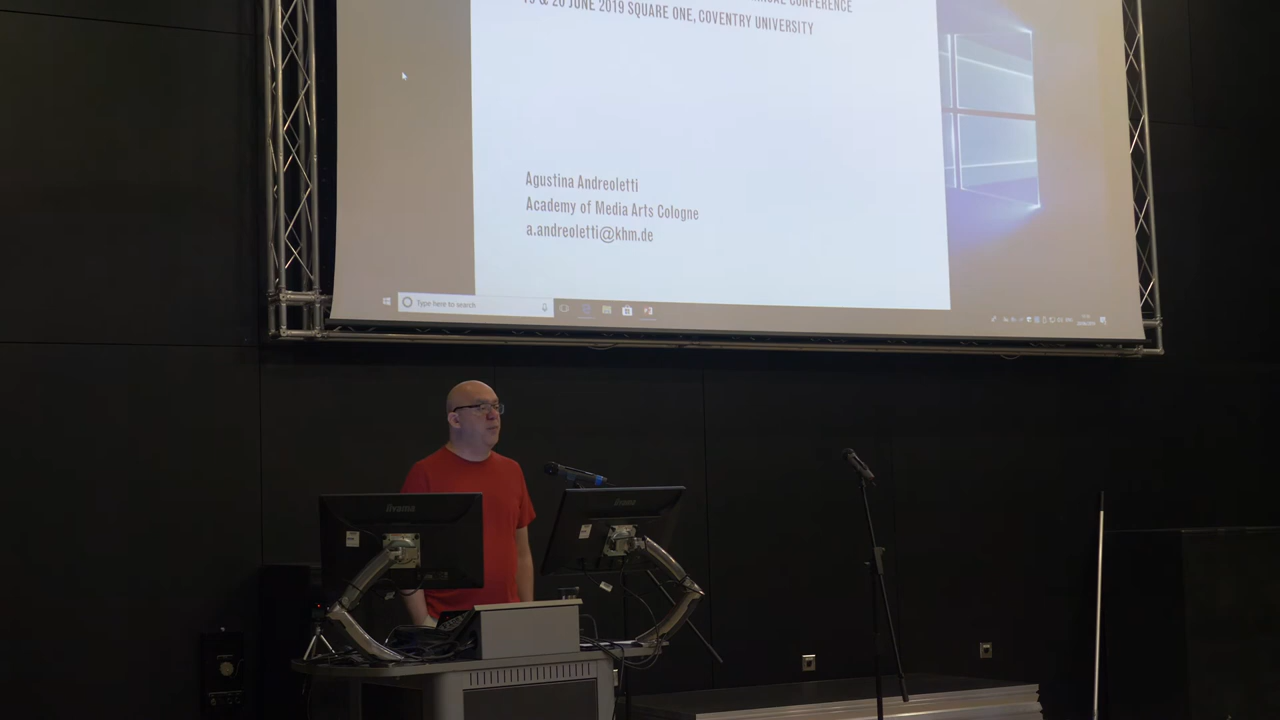 CONFERENCE
& 20 JUNE 2019 SQUARE ONE, COVENTRY UNIVERSITY
Agustina Andreoletti
Academy of Media Arts Cologne
a.andreoletti@khm.de
Type here to search
iiyama
iiyama